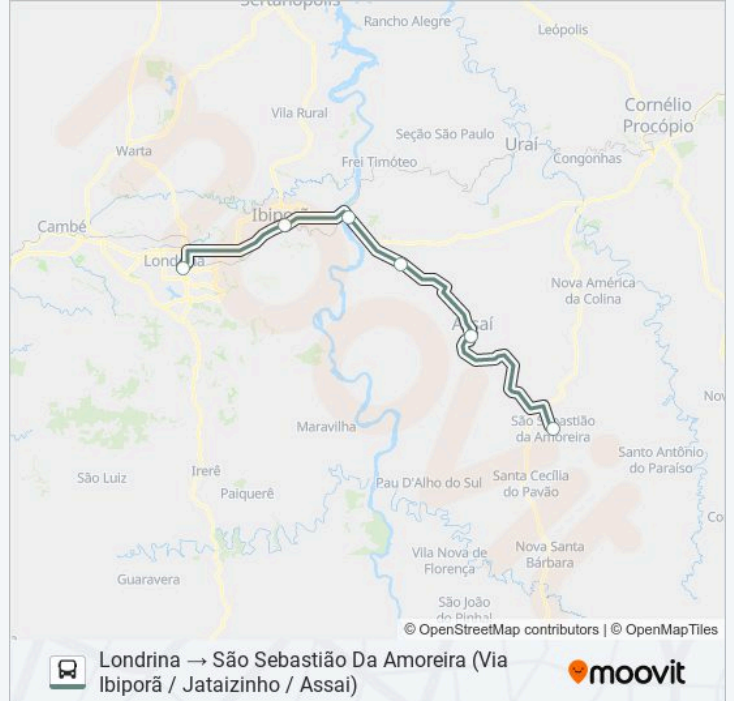 Sertanópolis
Rancho Alegre
Leópolis
Cornélio
Procópio
Vila Rural
Seção São Paulo
Uraí
Warta
Frei Timóteo
Congonhas
Cambé
Ibiporã
Londrina
Nova América
da Colina
Assaí
São Sebastião
da Amoreira
Maravilha
Santo Antônio
do Paraíso
São Luiz
Irerê
Paiquerê
Pau D'Alho do Sul
Santa Cecília
do Pavão
Vila Nova de
Florença
Nova Santa
Bárbara
Guaravera
São João
do Pinhal
© OpenStreetMap contributors | © OpenMapTiles
Londrina → São Sebastião Da Amoreira (Via
Ibiporã / Jataizinho / Assai)
moovit